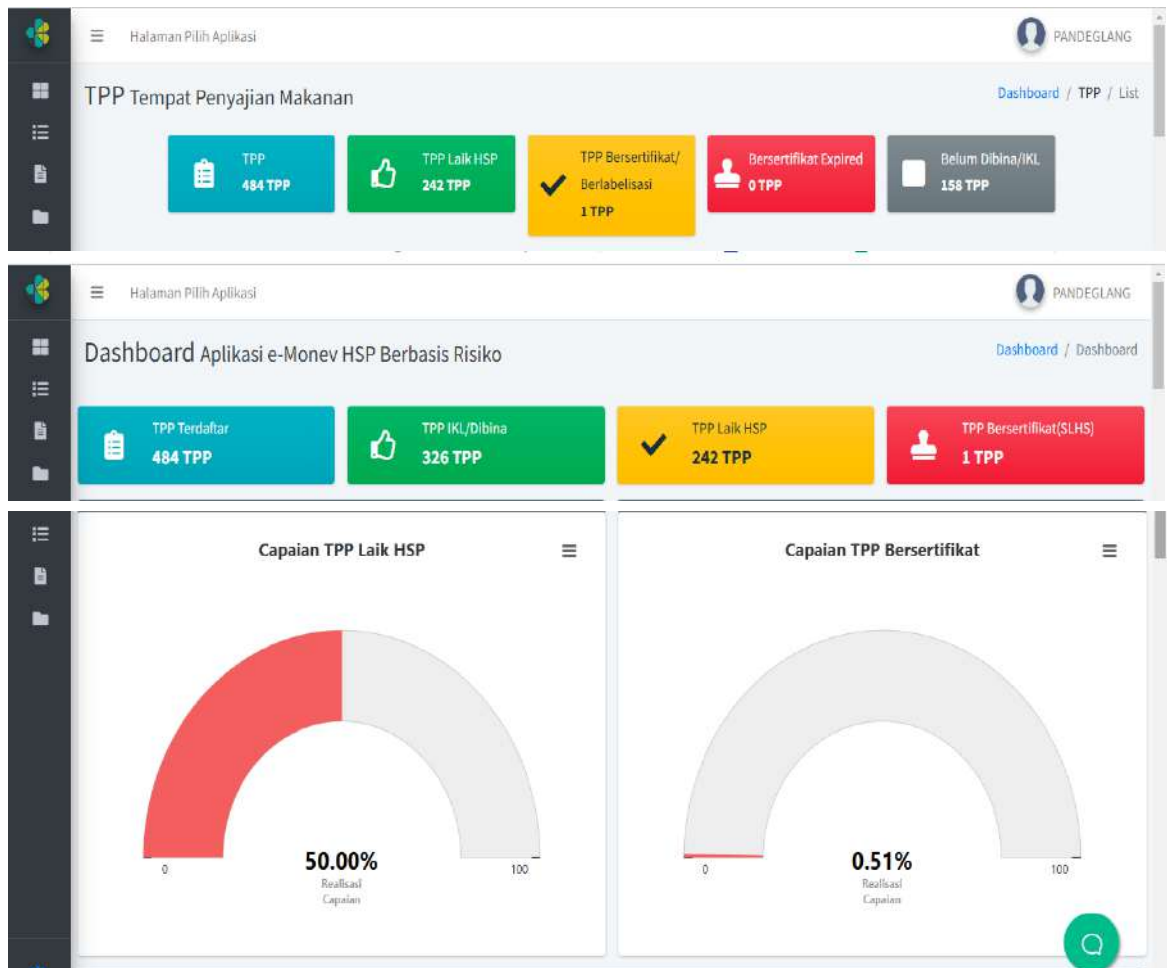 Halaman Pilih Aplikasi
PANDEGLANG
TPP Tempat Penyajian Makanan
Dashboard / TPP / List
TPP
484 TPP
TPP Laik HSP
242 TPP
TPP Bersertifikat/
Berlabelisasi
1 TPP
Bersertifikat Expired
0 TPP
Belum Dibina/IKL
158 TPP
Halaman Pilih Aplikasi
PANDEGLANG
Dashboard Aplikasi e-Monev HSP Berbasis Risiko
Dashboard / Dashboard
TPP Terdaftar
484 TPP
TPP IKL/Dibina
326 TPP
TPP Laik HSP
242 TPP
TPP Bersertifikat(SLHS)
1 TPP
Capaian TPP Laik HSP
0
50.00%
100
Realisasi
Capaian
Capaian TPP Bersertifikat
0
0.51%
100
Realisasi
Capaian